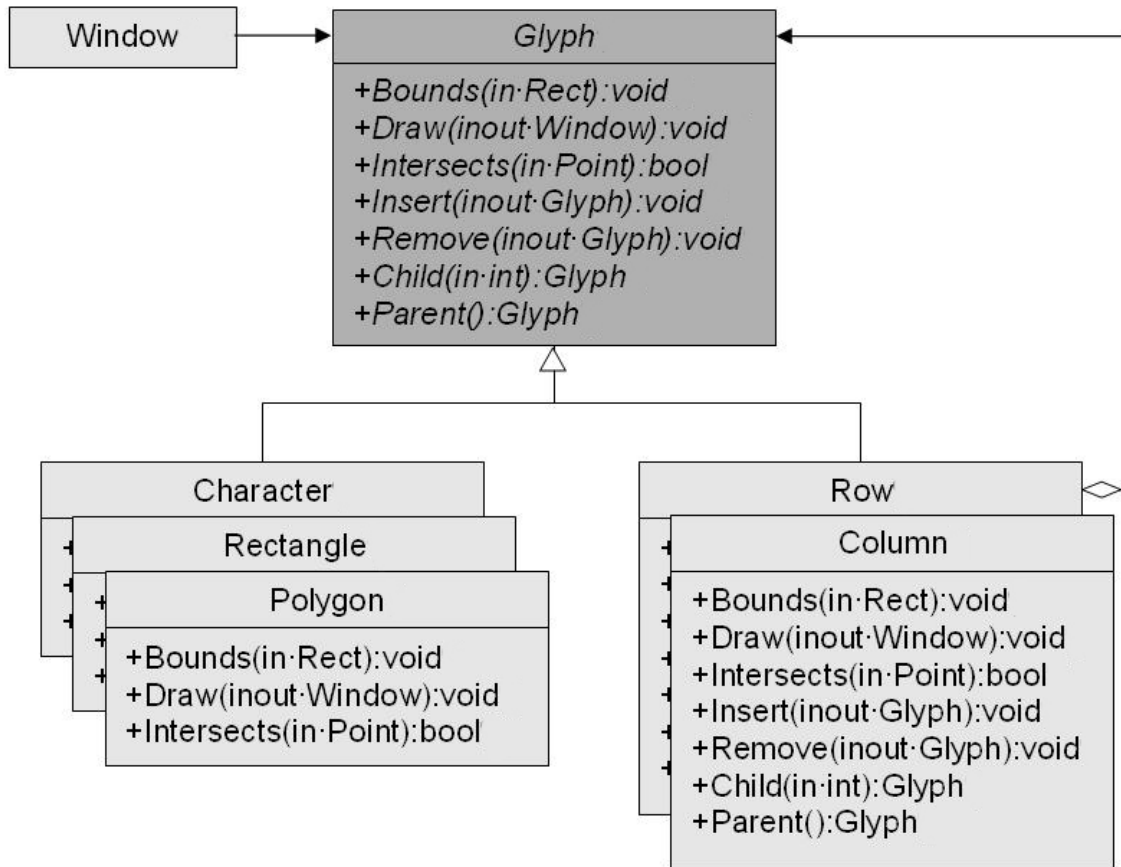 Window
Glyph
+Bounds(in·Rect):void
+Draw(inout·Window):void
+Intersects(in·Point):bool
+Insert(inout·Glyph):void
+Remove(inout·Glyph):void
+Child(in·int):Glyph
+Parent():Glyph
Character
+
+
+
Rectangle
+
+
+
Polygon
+Bounds(in·Rect):void
+Draw(inout·Window):void
+Intersects(in·Point):bool
Row
+
+
+
+
+
+
+
Column
+Bounds(in·Rect):void
+Draw(inout·Window):void
+Intersects(in·Point):bool
+Insert(inout·Glyph):void
+Remove(inout·Glyph):void
+Child(in·int):Glyph
+Parent():Glyph